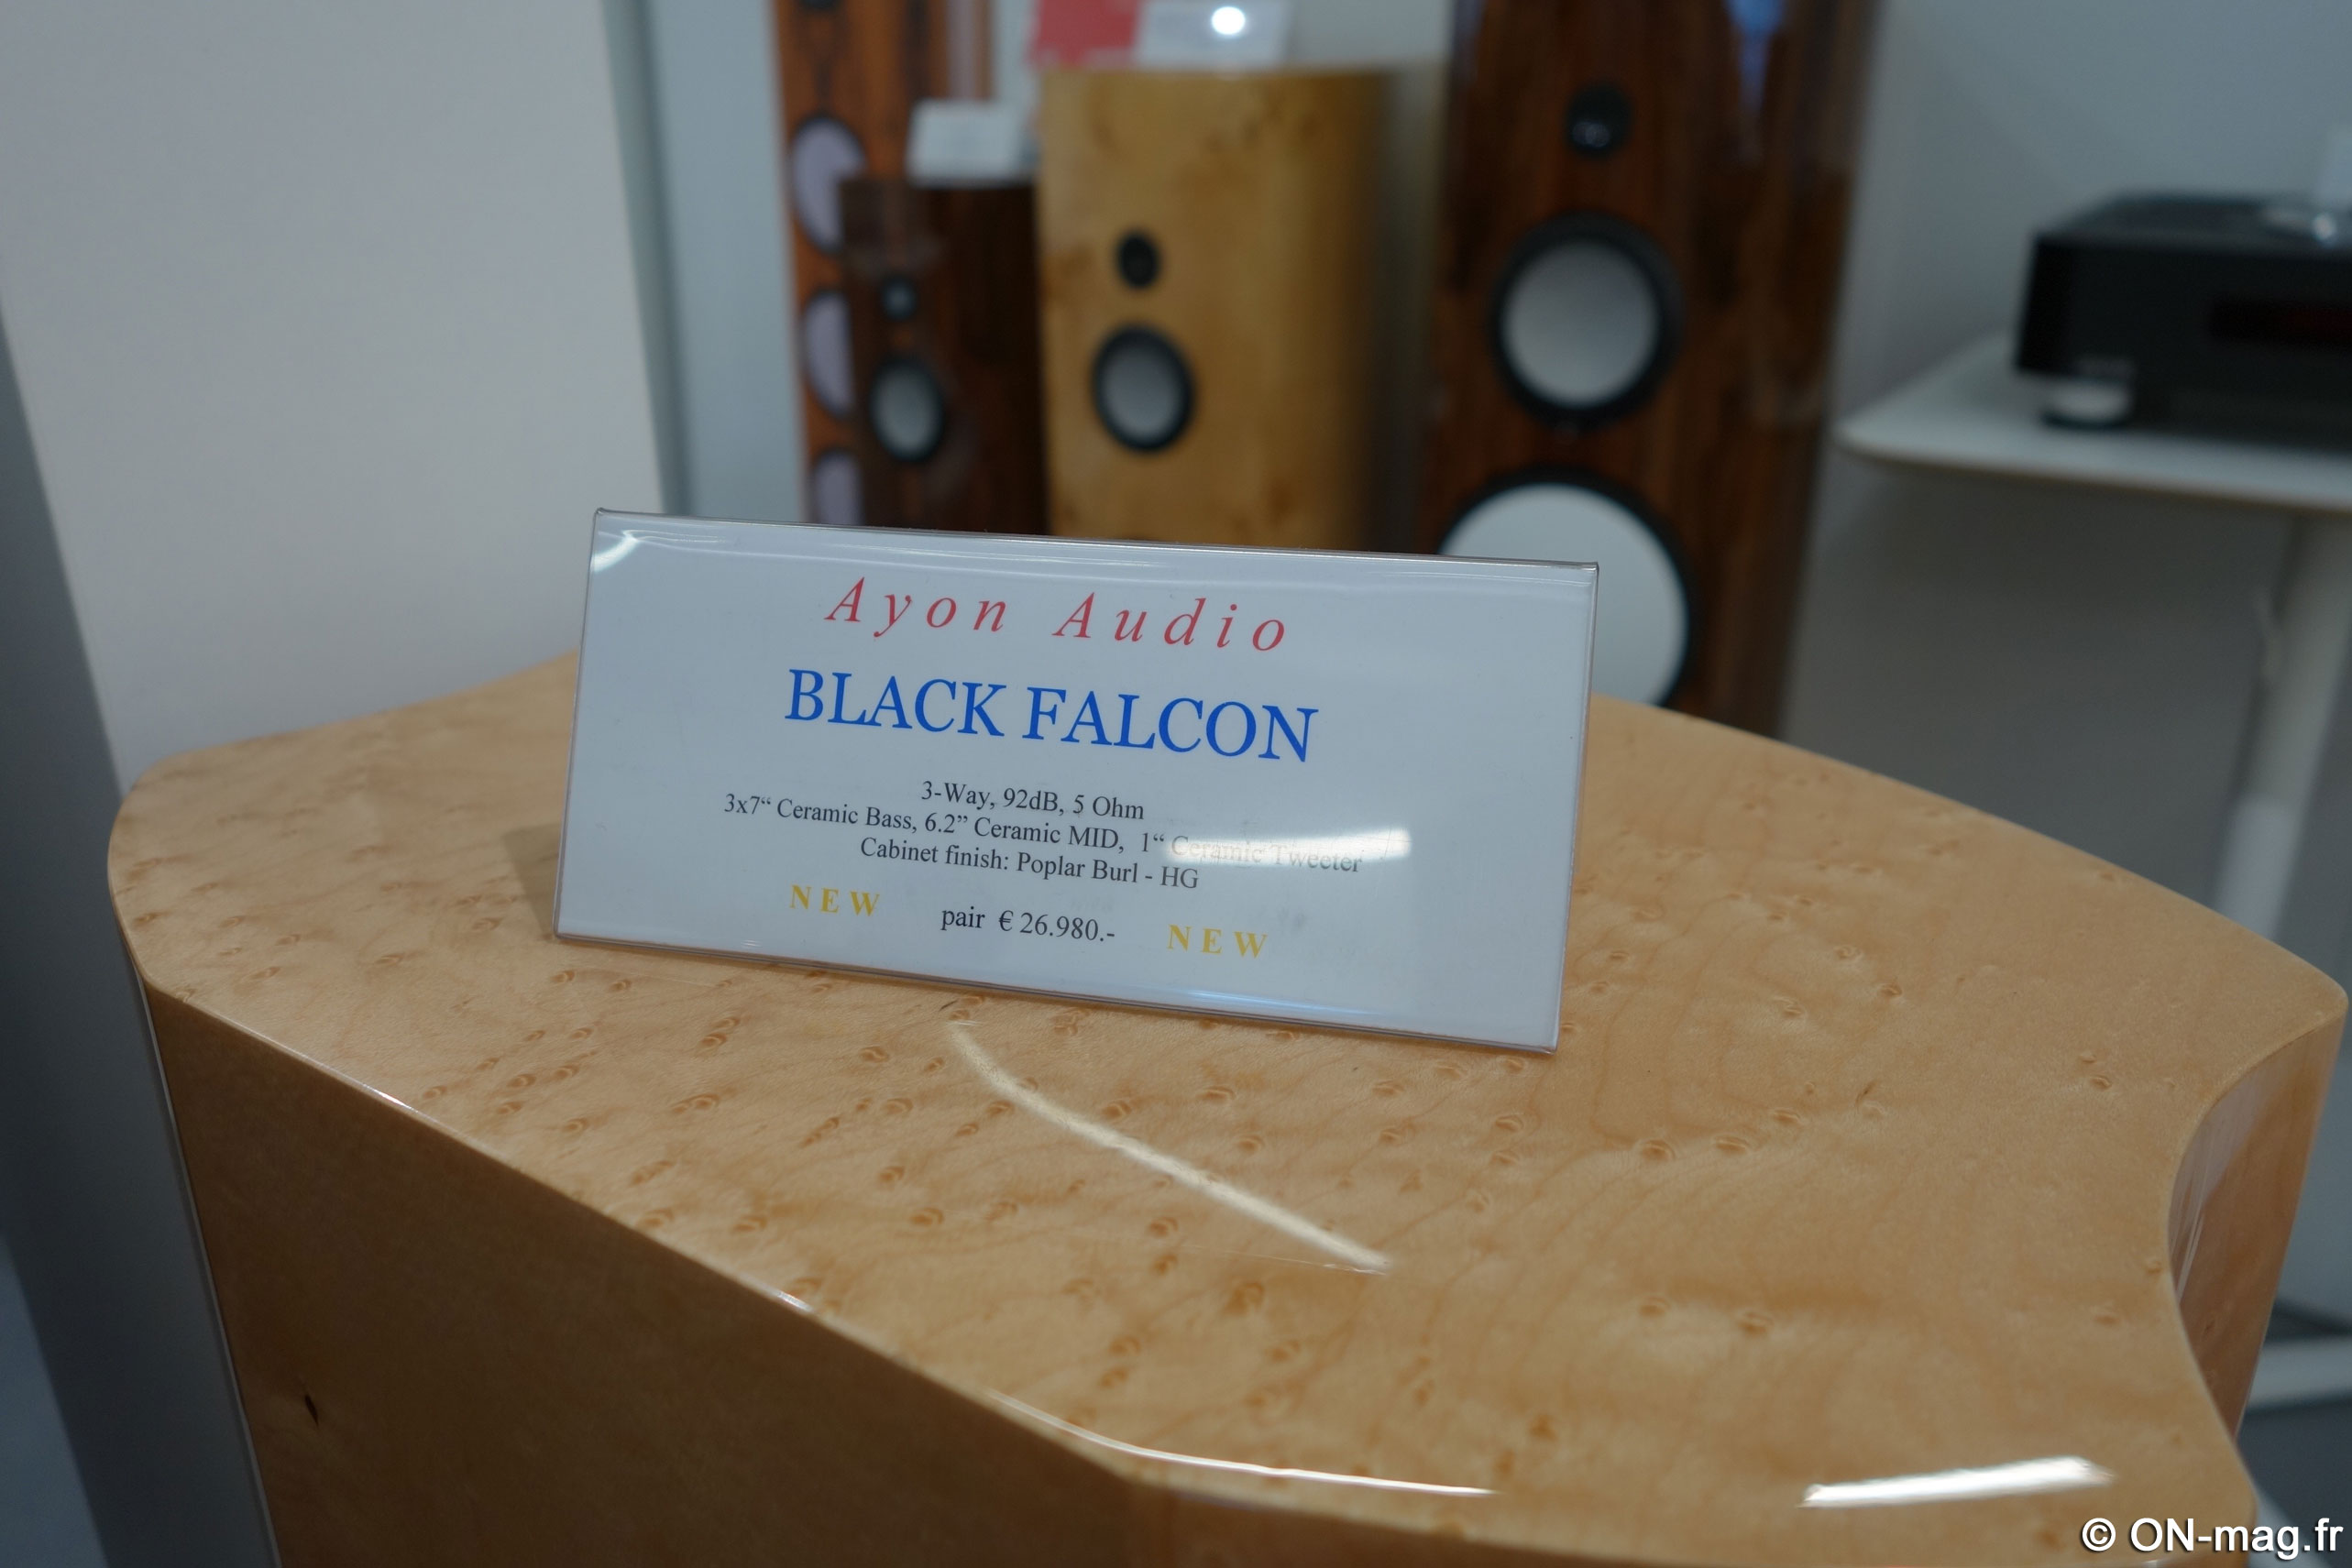 Ayon Audio
BLACK FALCON
3-Way, 92dB, 5 Ohm
3x7“ Ceramic Bass, 6.2” Ceramic MID, 1“ Ceramic Tweeter
Cabinet finish: Poplar Burl - HG
NEW pair € 26.980.- NEW
© ON-mag.fr